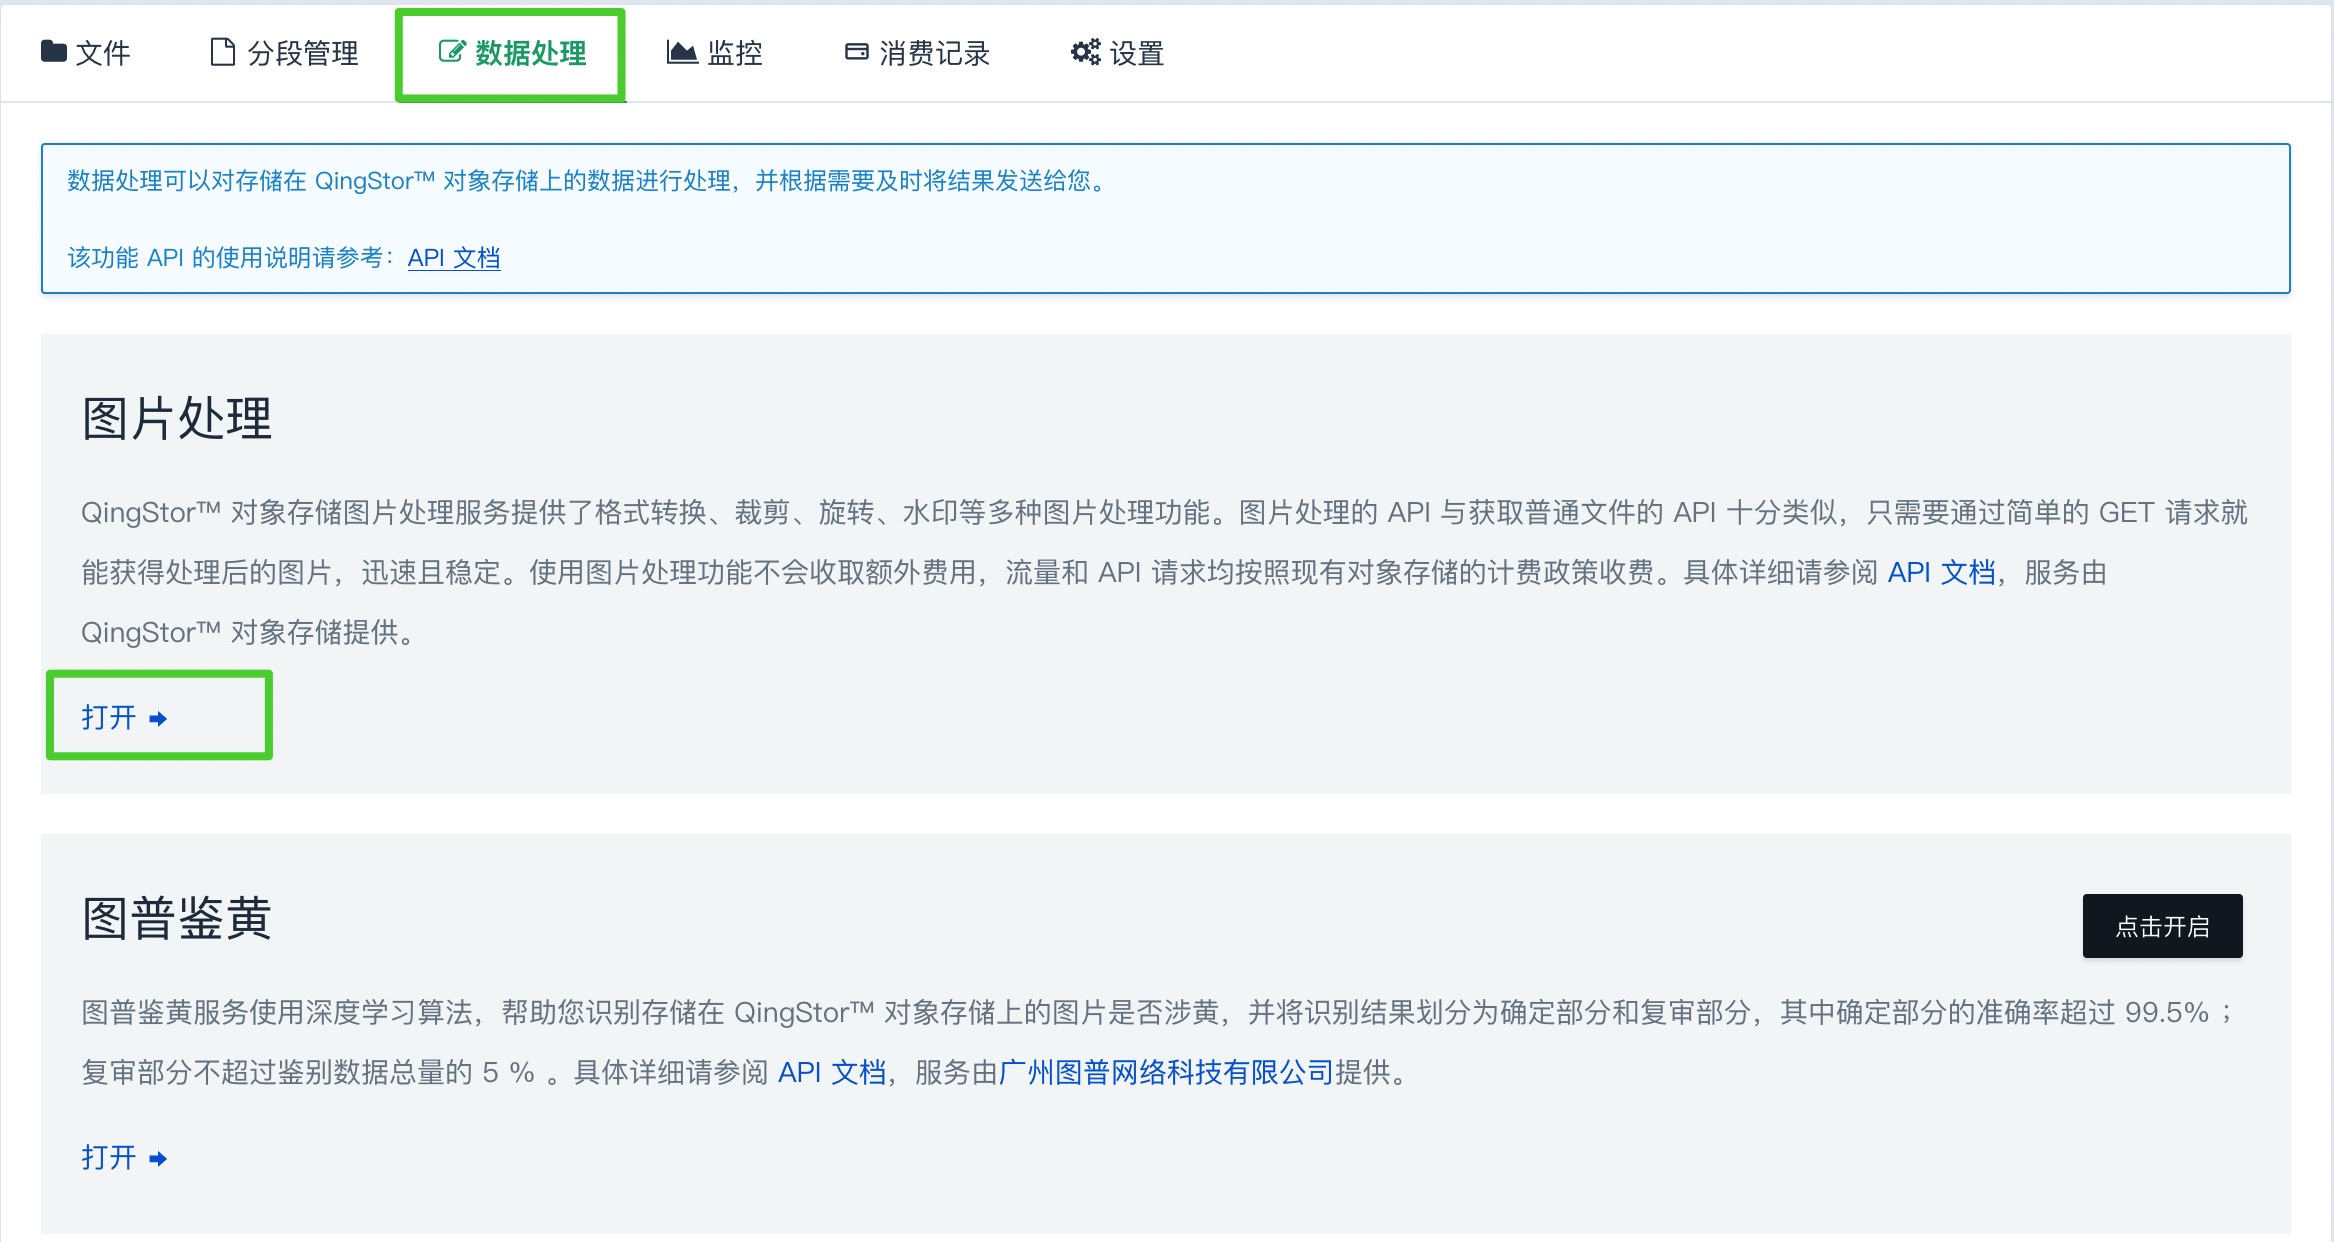 文件 分段管理 数据处理 监控 消费记录 设置
数据处理可以对存储在 QingStor™ 对象存储上的数据进行处理，并根据需要及时将结果发送给您。
该功能 API 的使用说明请参考： API 文档
图片处理
QingStor™ 对象存储图片处理服务提供了格式转换、裁剪、旋转、水印等多种图片处理功能。图片处理的 API 与获取普通文件的 API 十分类似，只需要通过简单的 GET 请求就
能获得处理后的图片，迅速且稳定。使用图片处理功能不会收取额外费用，流量和 API 请求均按照现有对象存储的计费政策收费。具体详细请参阅 API 文档，服务由
QingStor™ 对象存储提供。
打开
图普鉴黄
点击开启
图普鉴黄服务使用深度学习算法，帮助您识别存储在 QingStor™ 对象存储上的图片是否涉黄，并将识别结果划分为确定部分和复审部分，其中确定部分的准确率超过 99.5%；
复审部分不超过鉴别数据总量的 5 % 。具体详细请参阅 API 文档，服务由广州图普网络科技有限公司提供。
打开